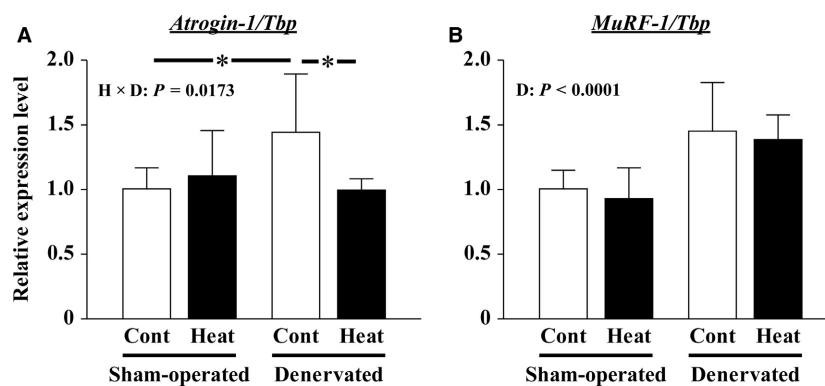 A
Atrogin-1/Tbp
Relative expression level
2.0
1.5
1.0
0.5
0
* *
H × D: P = 0.0173
Cont Heat Cont Heat
Sham-operated Denervated
B
MuRF-1/Tbp
2.0
1.5
1.0
0.5
0
D: P < 0.0001
Cont Heat Cont Heat
Sham-operated Denervated